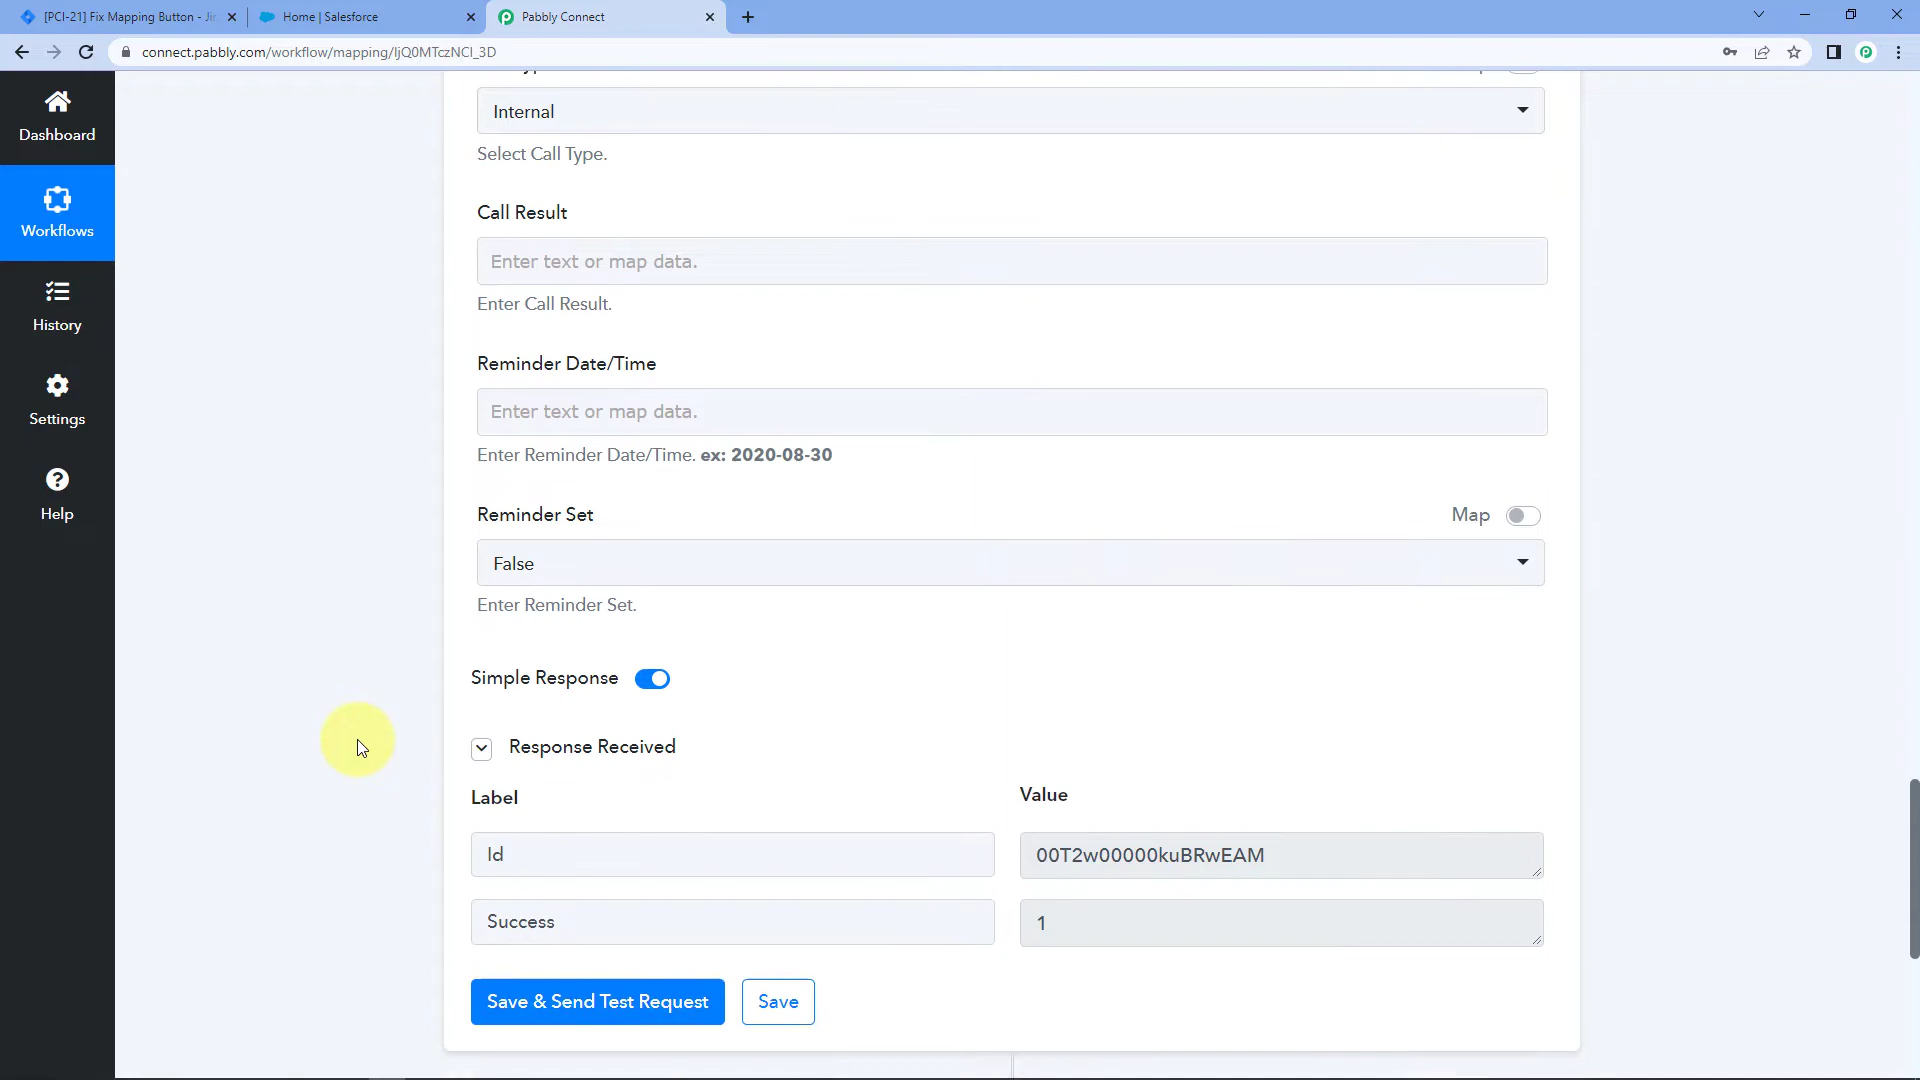 [PCI-21] Fix Mapping Button - Ji
Home | Salesforce
Pabbly Connect
connect.pabbly.com/workflow/mapping/IjQ0MTczNCI_3D
Dashboard
Workflows
History
Settings
Help
Internal
Select Call Type.
Call Result
Enter text or map data.
Enter Call Result.
Reminder Date/Time
Enter text or map data.
Enter Reminder Date/Time. ex: 2020-08-30
Reminder Set
Map
False
Enter Reminder Set.
Simple Response
Response Received
Label
Value
Id
00T2w00000kuBRwEAM
Success
1
Save & Send Test Request
Save